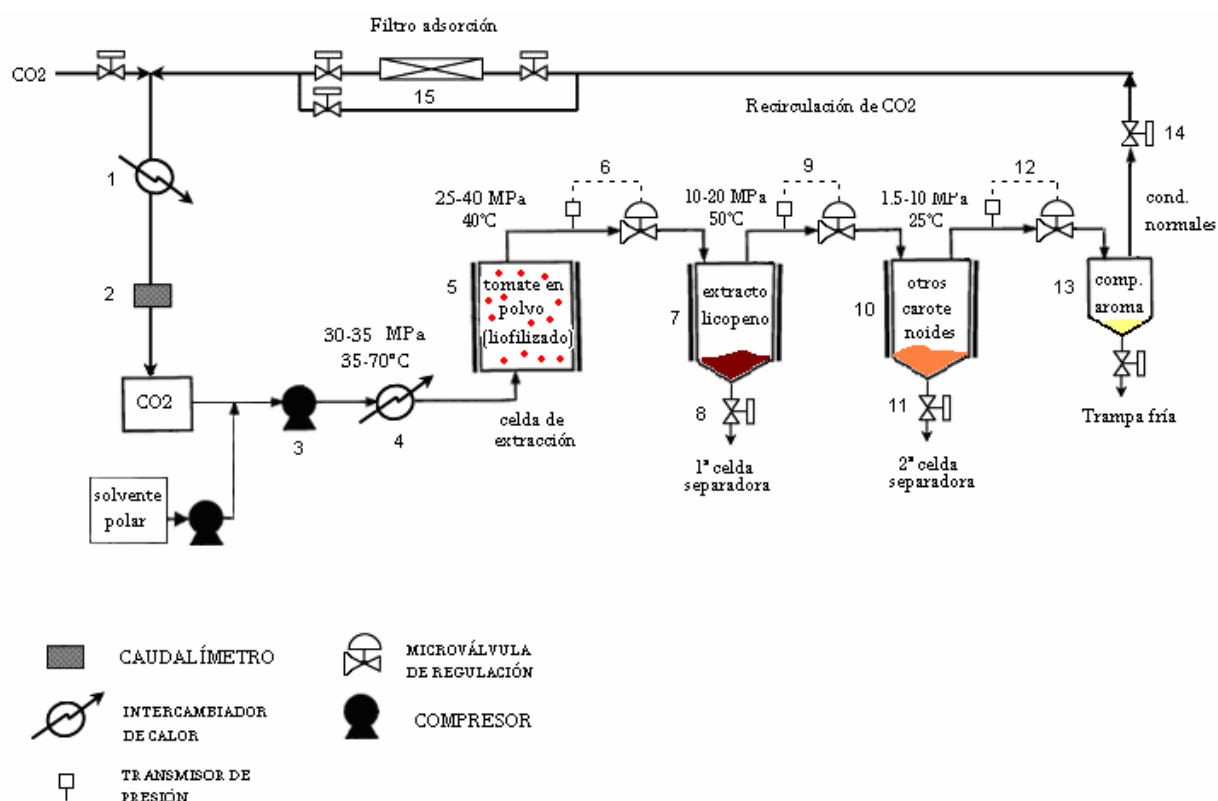 Filtro adsorción
CO2
15
Recirculación de CO2
14
1
6
9
12
25-40 MPa
40°C
10-20 MPa
50°C
1.5-10 MPa
25°C
cond.
normales
2
5
tomate en
polvo
(liofilizado)
7
extracto
licopeno
10
otros
carote
noides
13
comp.
aroma
30-35 MPa
35-70°C
CO2
3
4
celda de
extracción
8
11
Trampa fría
1ª celda
separadora
2ª celda
separadora
solvente
polar
CAUDALÍMETRO
MICROVÁLVULA
DE REGULACIÓN
INTERCAMBIADOR
DE CALOR
COMPRESOR
TRANSMISOR DE
PRESIÓN